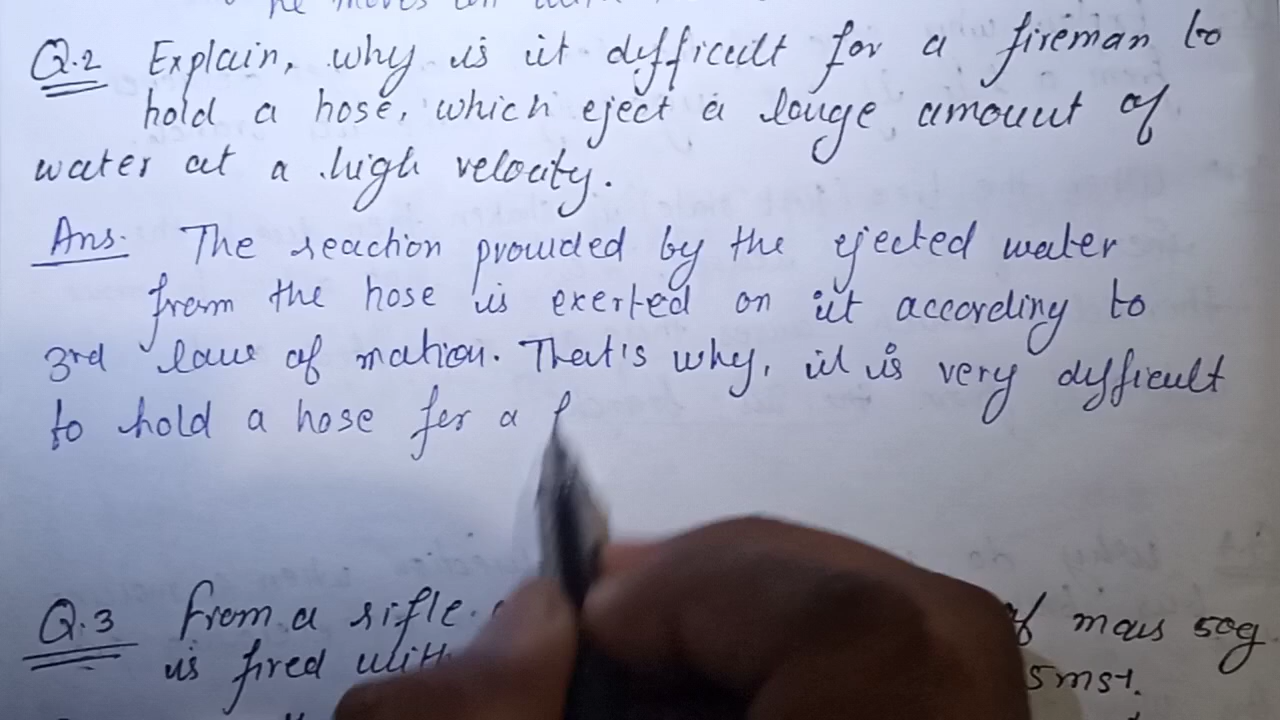 he moves
Q.2 Explain, why is it difficult for a fireman to
hold a hose, which eject a large amount of
water at a high velocity.
Ans. The reaction provided by the ejected water
from the hose is exerted on it according to
3rd law of motion. That's why, it is very difficult
to hold a hose for a f
Q.3 From a rifle of mass 50g
is fired with 5ms-1.